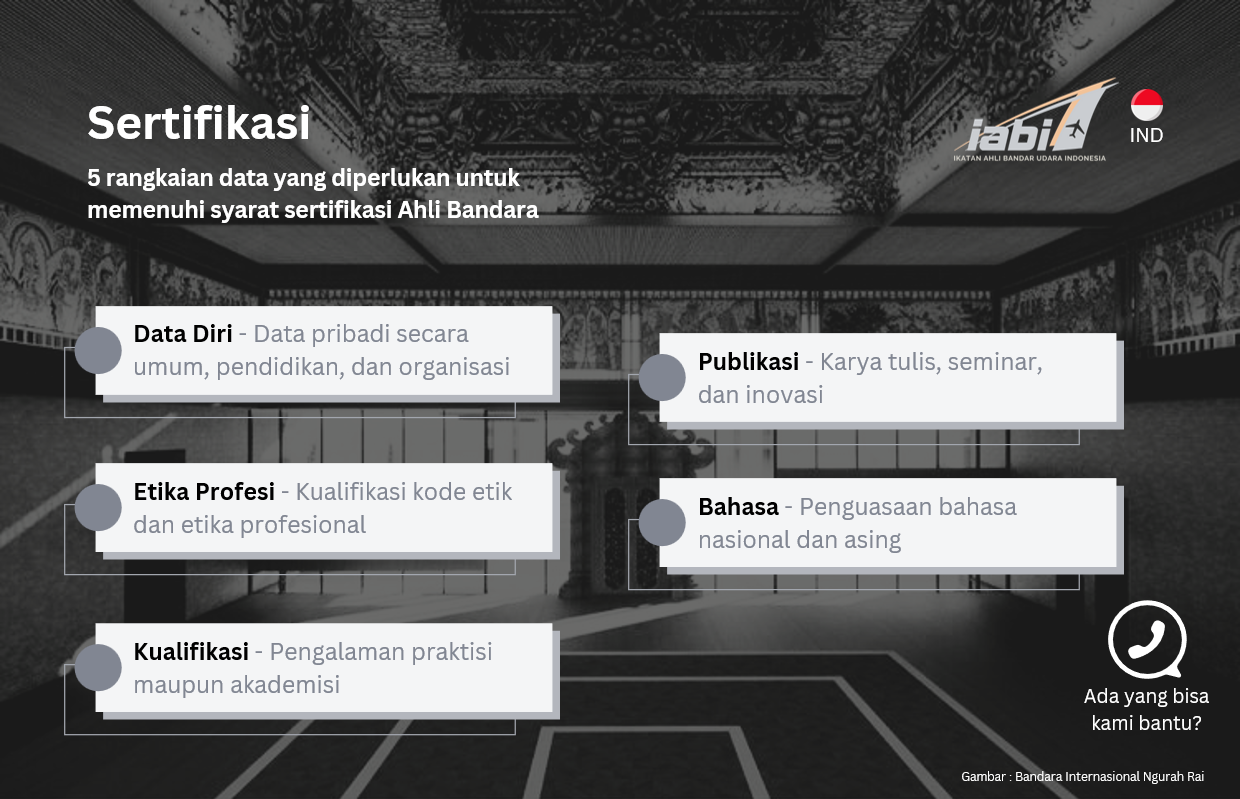 Sertifikasi
5 rangkaian data yang diperlukan untuk
memenuhi syarat sertifikasi Ahli Bandara
iabi
IKATAN AHLI BANDAR UDARA INDONESIA
IND
Data Diri - Data pribadi secara
umum, pendidikan, dan organisasi
Etika Profesi - Kualifikasi kode etik
dan etika profesional
Kualifikasi - Pengalaman praktisi
maupun akademisi
Publikasi - Karya tulis, seminar,
dan inovasi
Bahasa - Penguasaan bahasa
nasional dan asing
Ada yang bisa
kami bantu?
Gambar : Bandara Internasional Ngurah Rai